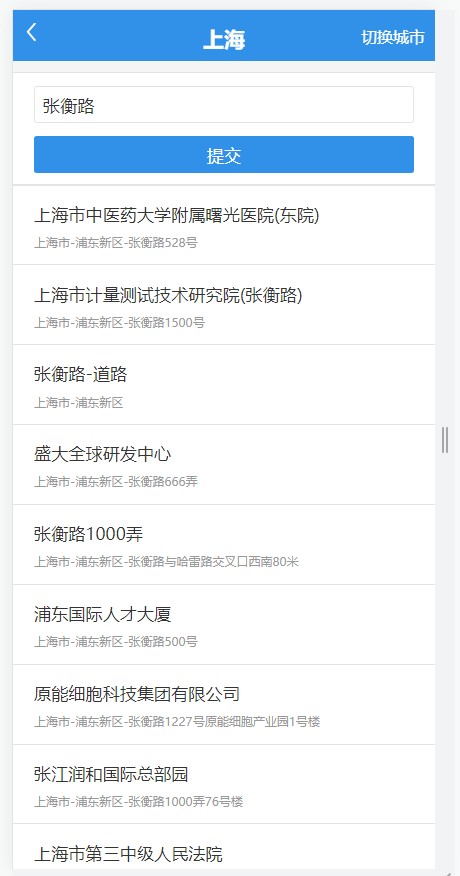 上海
切换城市
张衡路
提交
上海市中医药大学附属曙光医院(东院)
上海市-浦东新区-张衡路528号
上海市计量测试技术研究院(张衡路)
上海市-浦东新区-张衡路1500号
张衡路-道路
上海市-浦东新区
盛大全球研发中心
上海市-浦东新区-张衡路666弄
张衡路1000弄
上海市-浦东新区-张衡路与哈雷路交叉口西南80米
浦东国际人才大厦
上海市-浦东新区-张衡路500号
原能细胞科技集团有限公司
上海市-浦东新区-张衡路1227号原能细胞产业园1号楼
张江润和国际总部园
上海市-浦东新区-张衡路1000弄76号楼
上海市第三中级人民法院